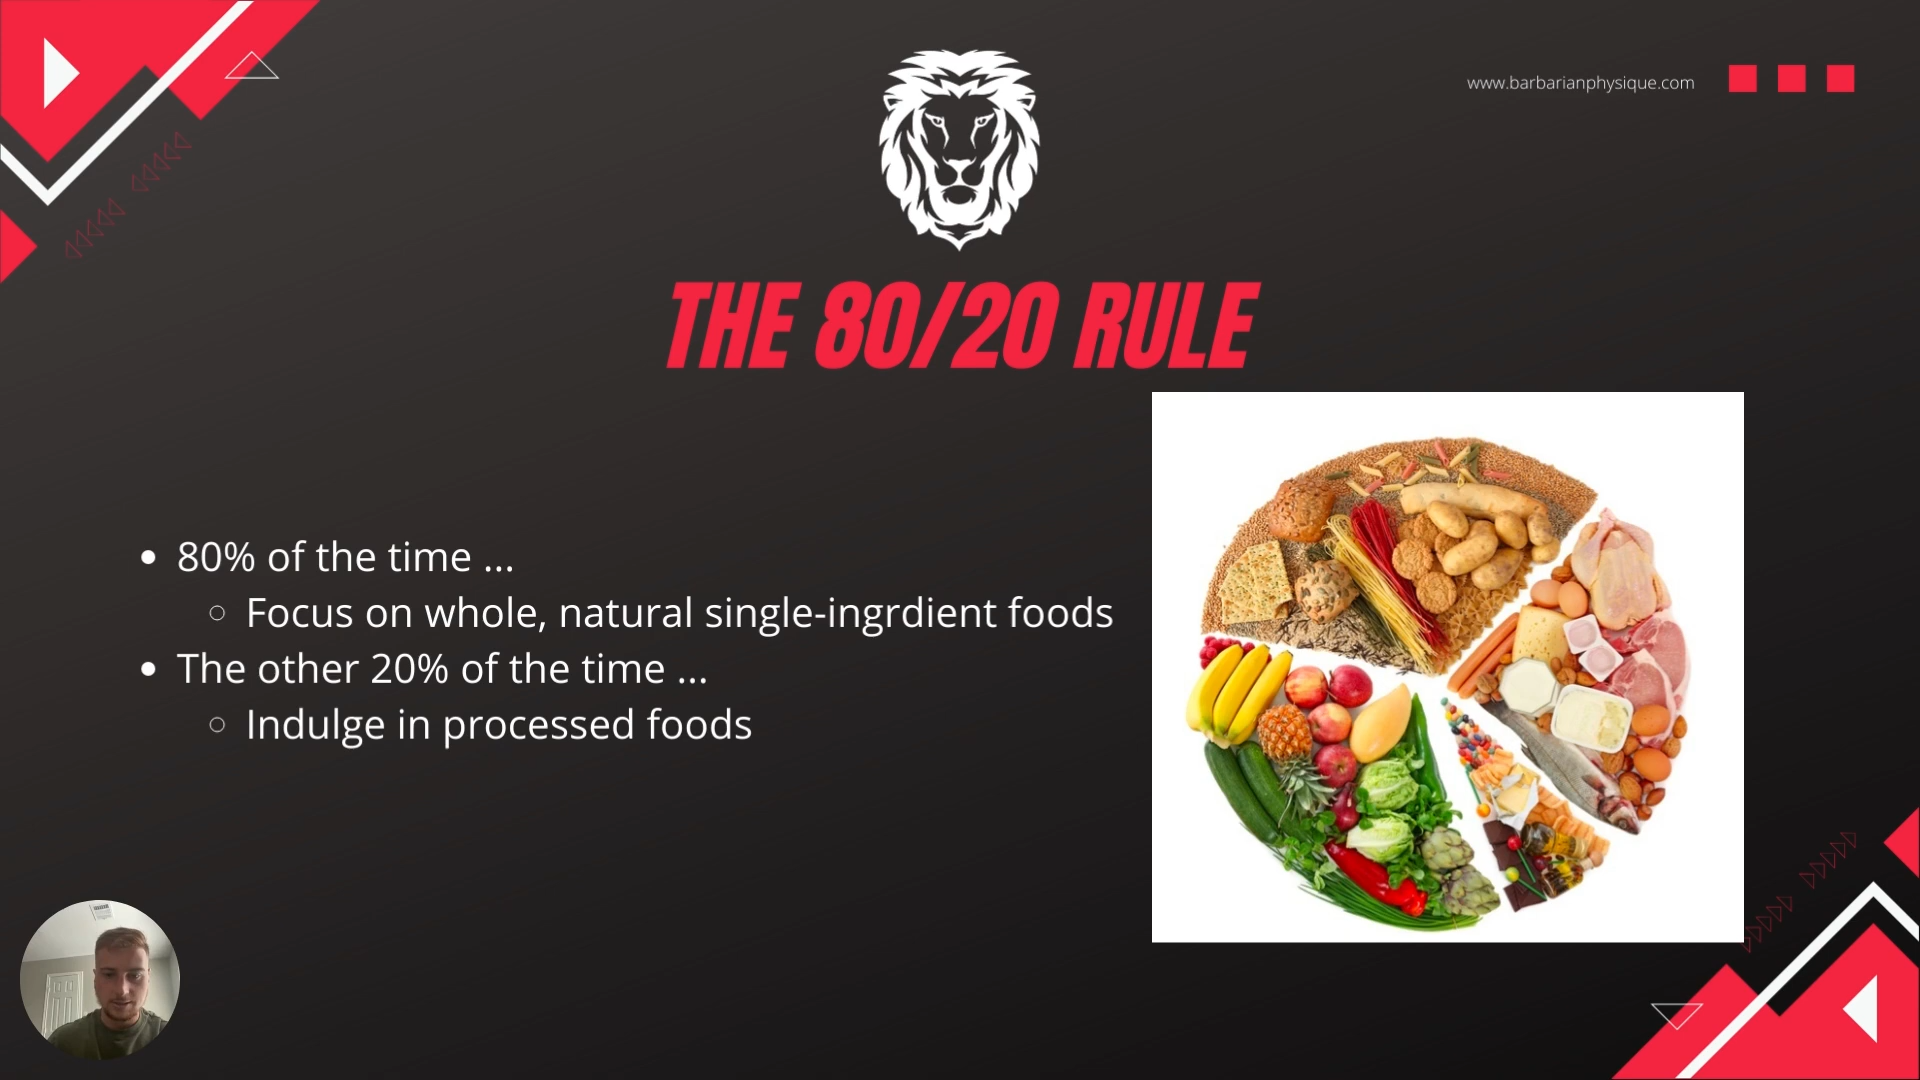 www.barbarianphysique.com
THE 80/20 RULE
80% of the time ...
Focus on whole, natural single-ingrdient foods
The other 20% of the time ...
Indulge in processed foods